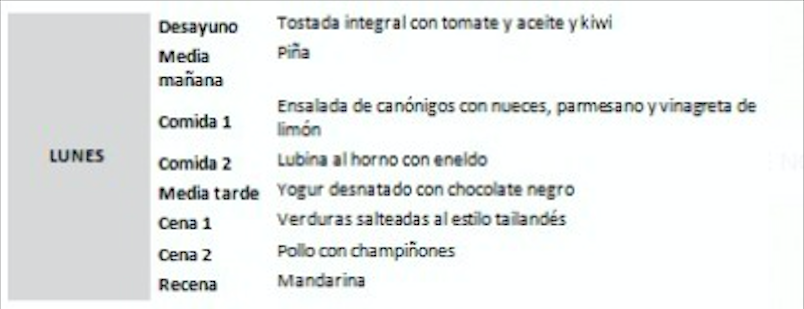 LUNES
Desayuno Tostada integral con tomate y aceite y kiwi
Media Piña
mañana
Comida 1 Ensalada de canónigos con nueces, parmesano y vinagreta de
limón
Comida 2 Lubina al horno con eneldo
Media tarde Yogur desnatado con chocolate negro
Cena 1 Verduras salteadas al estilo tailandés
Cena 2 Pollo con champiñones
Recena Mandarina